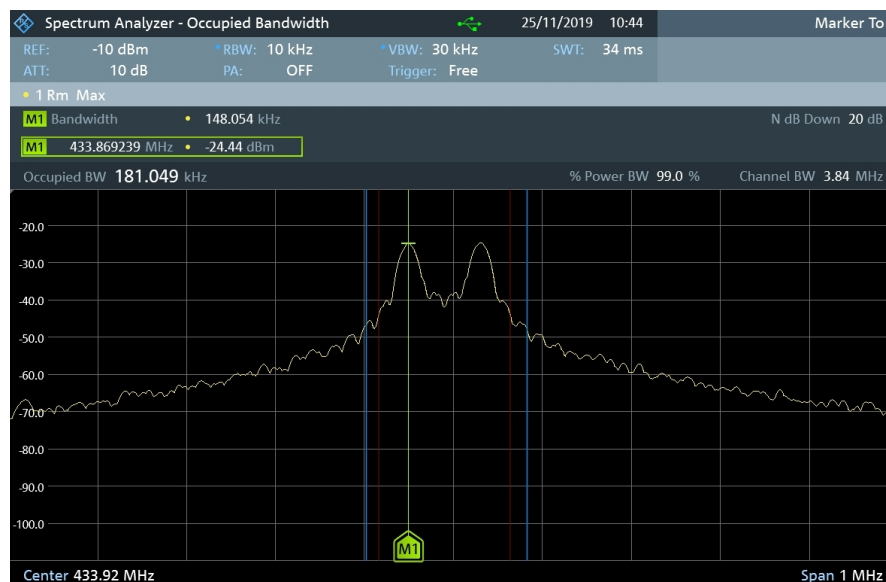 Spectrum Analyzer - Occupied Bandwidth 25/11/2019 10:44 Marker To
REF: -10 dBm RBW: 10 kHz VBW: 30 kHz SWT: 34 ms
ATT: 10 dB PA: OFF Trigger: Free
1 Rm Max
M1 Bandwidth 148.054 kHz N dB Down 20 dB
M1 433.869239 MHz -24.44 dBm
Occupied BW 181.049 kHz % Power BW 99.0 % Channel BW 3.84 MHz
-20.0
-30.0
-40.0
-50.0
-60.0
-70.0
-80.0
-90.0
-100.0
M1
Center 433.92 MHz Span 1 MHz